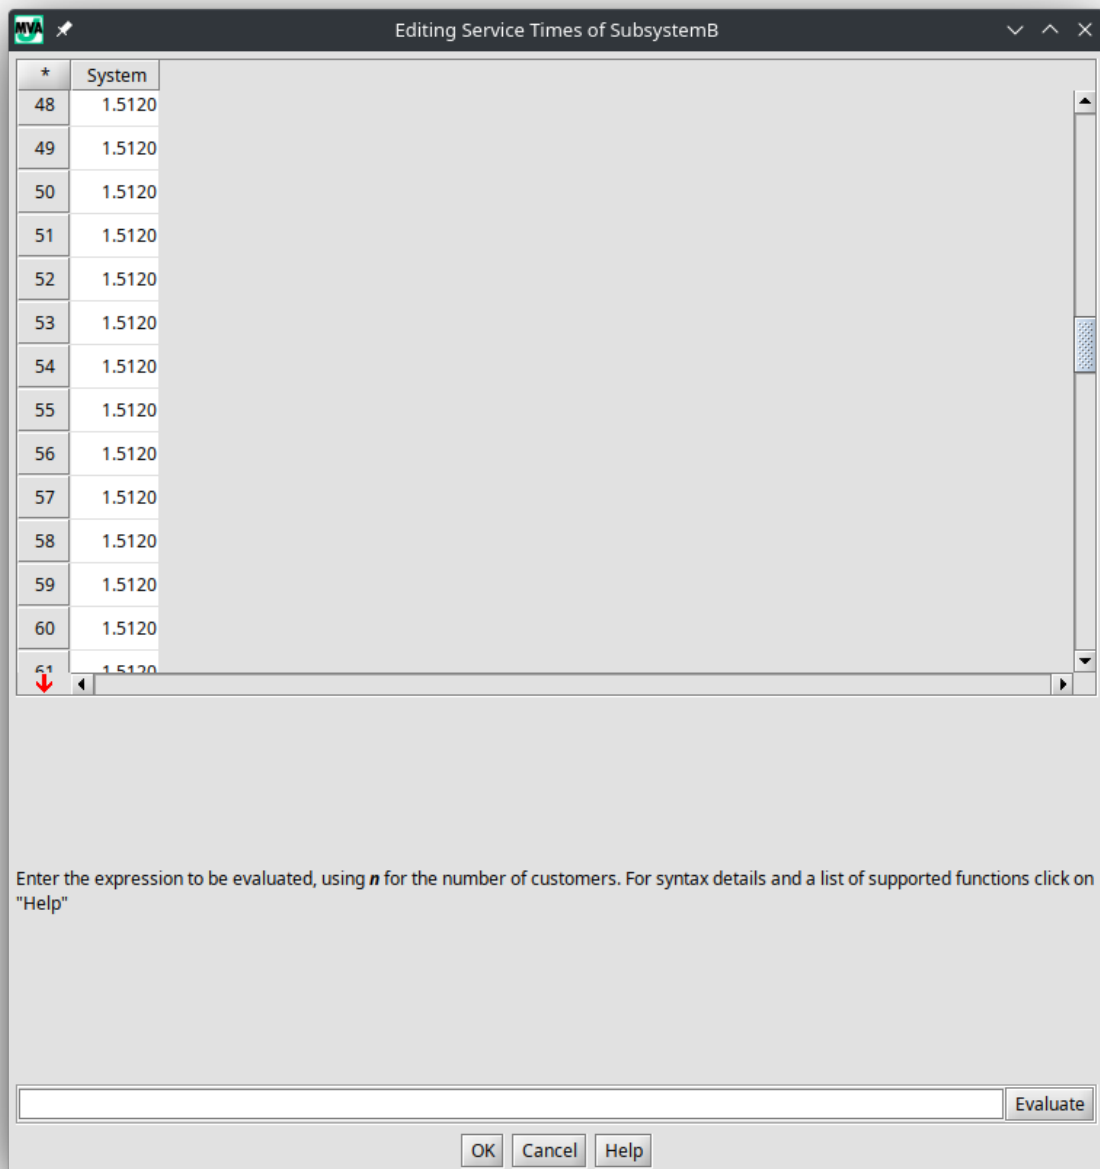 MVA
Editing Service Times of SubsystemB
* System
48 1.5120
49 1.5120
50 1.5120
51 1.5120
52 1.5120
53 1.5120
54 1.5120
55 1.5120
56 1.5120
57 1.5120
58 1.5120
59 1.5120
60 1.5120
61 1.5120
Enter the expression to be evaluated, using n for the number of customers. For syntax details and a list of supported functions click on
"Help"
Evaluate
OK Cancel Help